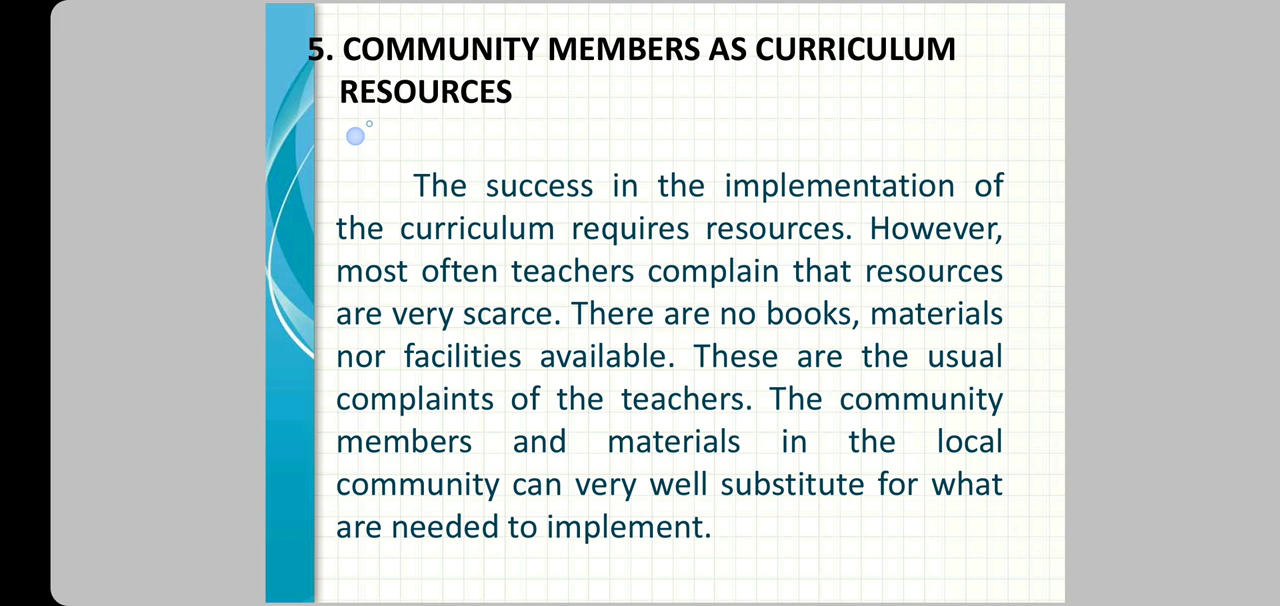 5. COMMUNITY MEMBERS AS CURRICULUM
RESOURCES
The success in the implementation of
the curriculum requires resources. However,
most often teachers complain that resources
are very scarce. There are no books, materials
nor facilities available. These are the usual
complaints of the teachers. The community
members and materials in the local
community can very well substitute for what
are needed to implement.